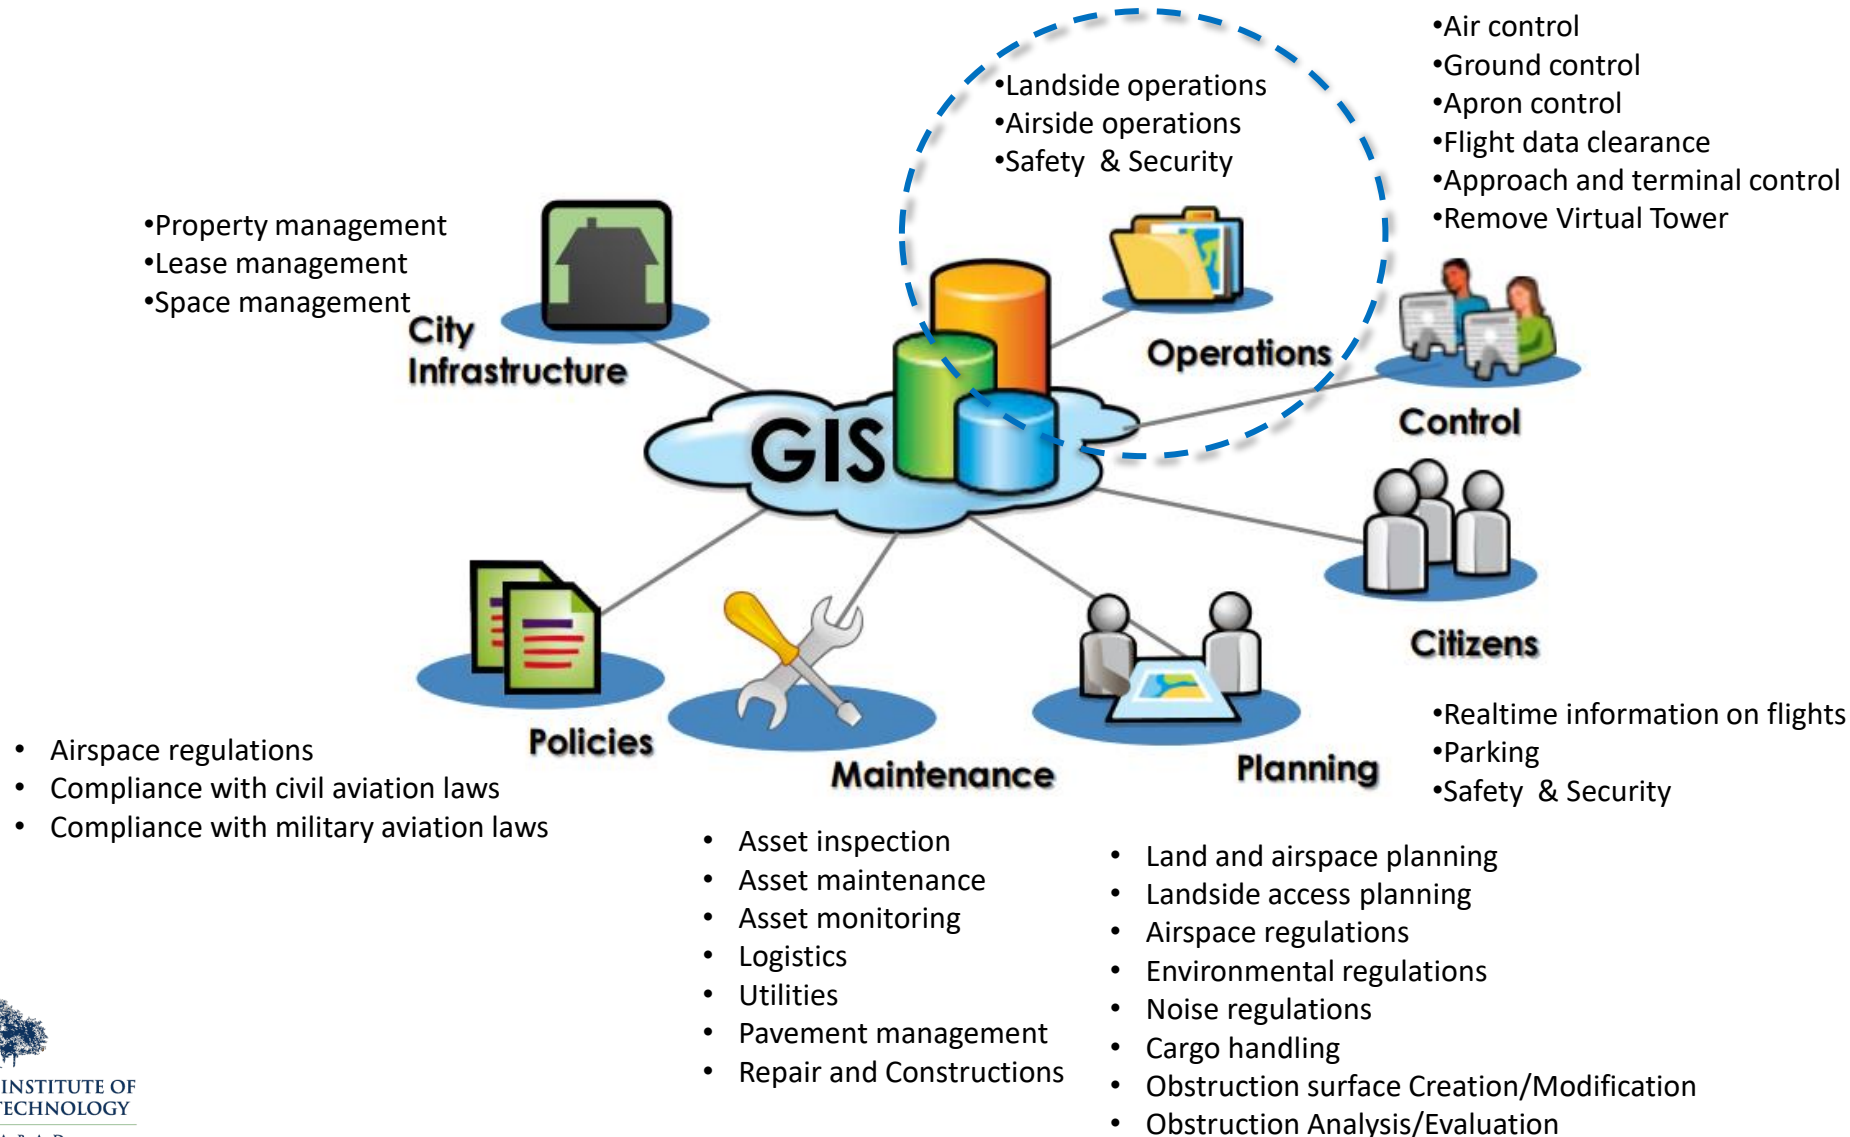 •Landside operations
•Airside operations
•Safety & Security
•Air control
•Ground control
•Apron control
•Flight data clearance
•Approach and terminal control
•Remove Virtual Tower
•Property management
•Lease management
•Space management
City
Infrastructure
Operations
Control
GIS
Citizens
•Realtime information on flights
•Parking
•Safety & Security
Policies
• Airspace regulations
• Compliance with civil aviation laws
• Compliance with military aviation laws
Maintenance
• Asset inspection
• Asset maintenance
• Asset monitoring
• Logistics
• Utilities
• Pavement management
• Repair and Constructions
Planning
• Land and airspace planning
• Landside access planning
• Airspace regulations
• Environmental regulations
• Noise regulations
• Cargo handling
• Obstruction surface Creation/Modification
• Obstruction Analysis/Evaluation
INSTITUTE OF
TECHNOLOGY